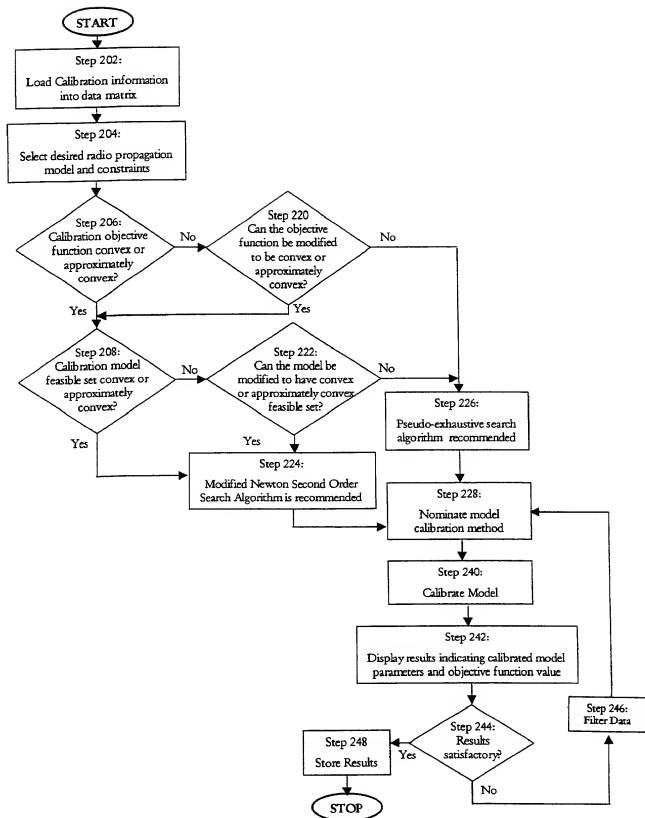 START
Step 202:
Load Calibration information
into data matrix
Step 204:
Select desired radio propagation
model and constraints
Step 206:
Calibration objective
function convex or
approximately
convex?
No
Step 220
Can the objective
function be modified
to be convex or
approximately
convex?
No
Yes
Yes
Step 208:
Calibration model
feasible set convex or
approximately
convex?
No
Step 222:
Can the model be
modified to have convex
or approximately convex
feasible set?
No
Yes
Yes
Step 226:
Pseudo-exhaustive search
algorithm recommended
Step 224:
Modified Newton Second Order
Search Algorithm is recommended
Step 228:
Nominate model
calibration method
Step 240:
Calibrate Model
Step 242:
Display results indicating calibrated model
parameters and objective function value
Step 244:
Results
satisfactory?
Yes
No
Step 246:
Filter Data
Step 248
Store Results
STOP